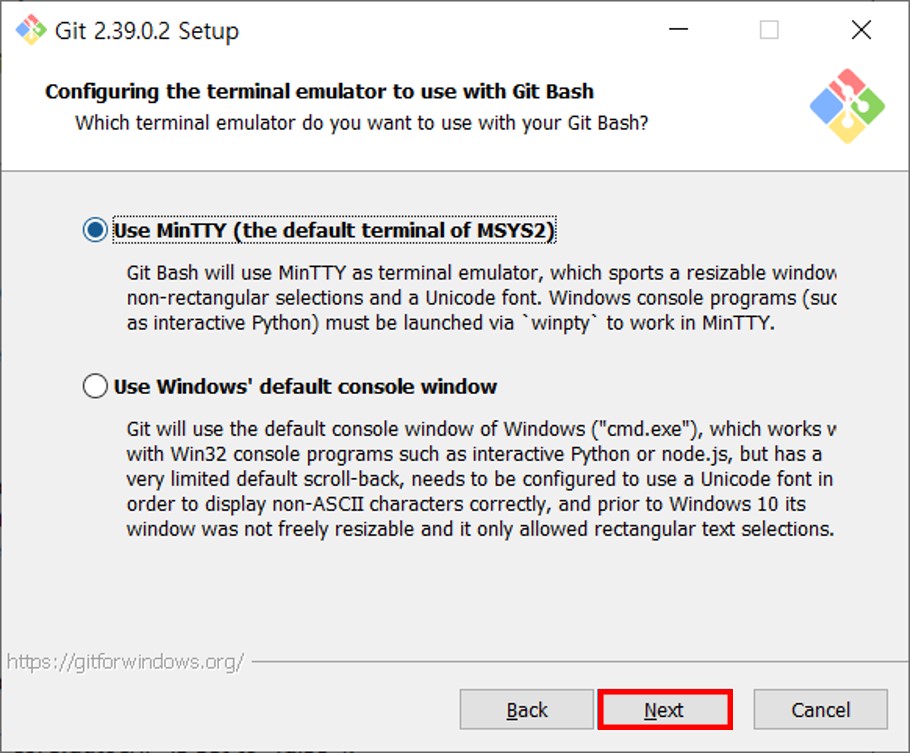 Git 2.39.0.2 Setup
Configuring the terminal emulator to use with Git Bash
Which terminal emulator do you want to use with your Git Bash?
Use MinTTY (the default terminal of MSYS2)
Git Bash will use MinTTY as terminal emulator, which sports a resizable window
non-rectangular selections and a Unicode font. Windows console programs (suc
as interactive Python) must be launched via `winpty` to work in MinTTY.
Use Windows' default console window
Git will use the default console window of Windows ("cmd.exe"), which works w
with Win32 console programs such as interactive Python or node.js, but has a
very limited default scroll-back, needs to be configured to use a Unicode font in
order to display non-ASCII characters correctly, and prior to Windows 10 its
window was not freely resizable and it only allowed rectangular text selections.
https://gitforwindows.org/
Back Next Cancel